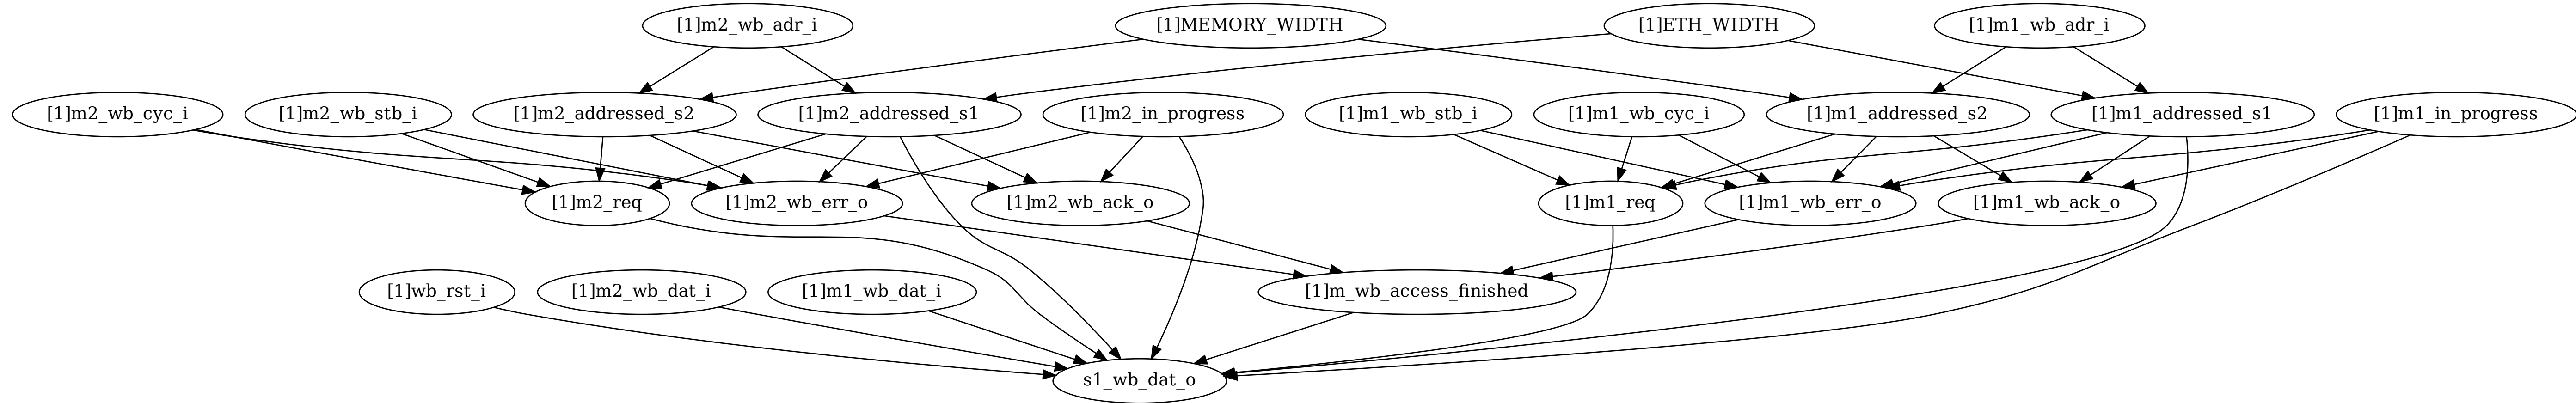 [1]m2_wb_adr_i
[1]MEMORY_WIDTH
[1]ETH_WIDTH
[1]m1_wb_adr_i
[1]m2_wb_cyc_i
[1]m2_wb_stb_i
[1]m2_addressed_s2
[1]m2_addressed_s1
[1]m2_in_progress
[1]m1_wb_stb_i
[1]m1_wb_cyc_i
[1]m1_addressed_s2
[1]m1_addressed_s1
[1]m1_in_progress
[1]m2_req
[1]m2_wb_err_o
[1]m2_wb_ack_o
[1]m1_req
[1]m1_wb_err_o
[1]m1_wb_ack_o
[1]wb_rst_i
[1]m2_wb_dat_i
[1]m1_wb_dat_i
[1]m_wb_access_finished
s1_wb_dat_o